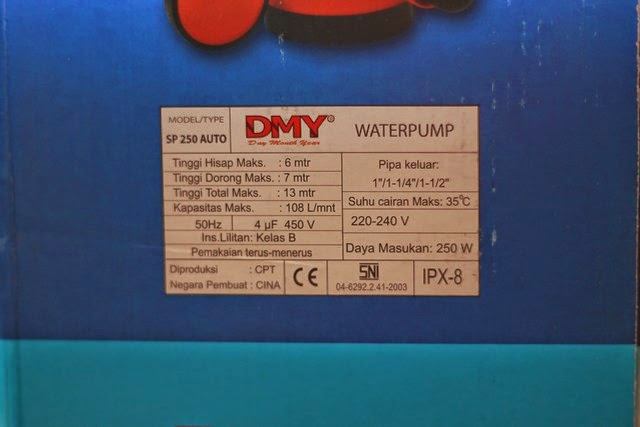 MODEL/TYPE
SP 250 AUTO
DMY®
Day Month Year
WATERPUMP
Tinggi Hisap Maks. : 6 mtr
Tinggi Dorong Maks. : 7 mtr
Tinggi Total Maks. : 13 mtr
Kapasitas Maks. : 108 L/mnt
50Hz 4 µF 450 V
Ins.Lilitan: Kelas B
Pemakaian terus-menerus
Pipa keluar:
1"/1-1/4"/1-1/2"
Suhu cairan Maks: 35℃
220-240 V
Daya Masukan: 250 W
Diproduksi : CPT
Negara Pembuat : CINA
CE
SNI
04-6292.2.41-2003
IPX-8